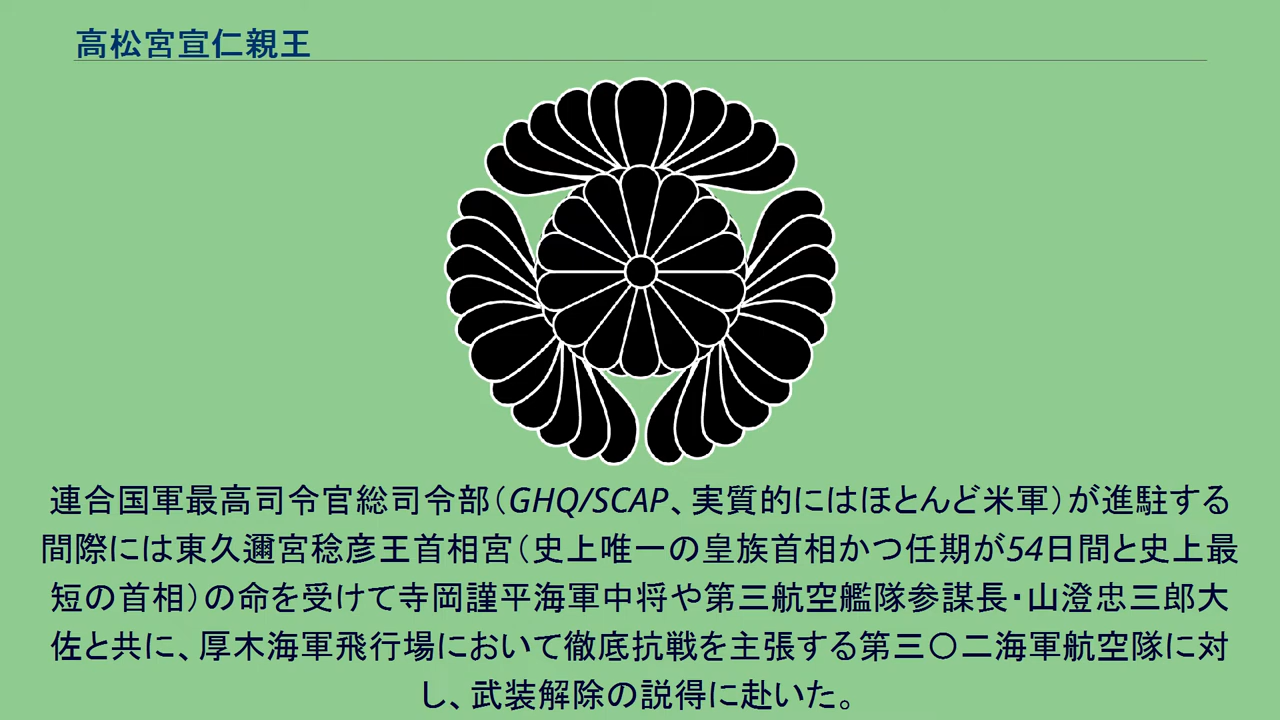 高松宮宣仁親王
連合国軍最高司令官総司令部（GHQ/SCAP、実質的にはほとんど米軍）が進駐する
間際には東久邇宮稔彦王首相宮（史上唯一の皇族首相かつ任期が54日間と史上最
短の首相）の命を受けて寺岡謹平海軍中将や第三航空艦隊参謀長・山澄忠三郎大
佐と共に、厚木海軍飛行場において徹底抗戦を主張する第三〇二海軍航空隊に対
し、武装解除の説得に赴いた。